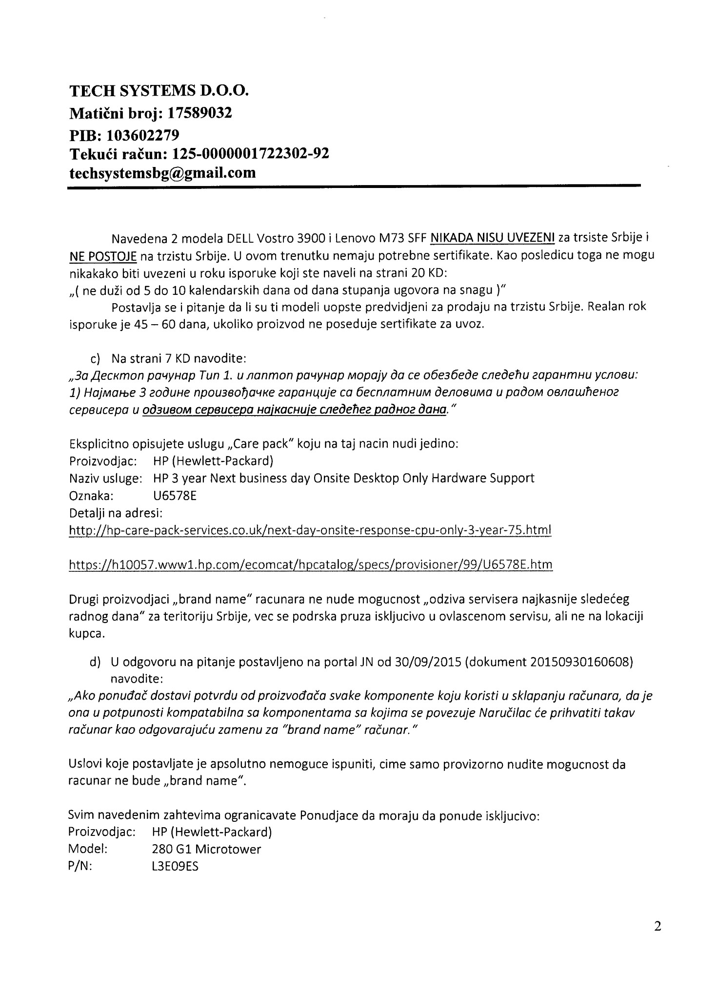 TECH SYSTEMS D.O.O.
Matični broj: 17589032
PIB: 103602279
Tekući račun: 125-0000001722302-92
techsystemsbg@gmail.com
Navedena 2 modela DELL Vostro 3900 i Lenovo M73 SFF NIKADA NISU UVEZENI za trsiste Srbije i
NE POSTOJE na trzistu Srbije. U ovom trenutku nemaju potrebne sertifikate. Kao posledicu toga ne mogu
nikakako biti uvezeni u roku isporuke koji ste naveli na strani 20 KD:
„( ne duži od 5 do 10 kalendarskih dana od dana stupanja ugovora na snagu )“
Postavlja se i pitanje da li su ti modeli uopste predvidjeni za prodaju na trzistu Srbije. Realan rok
isporuke je 45 – 60 dana, ukoliko proizvod ne poseduje sertifikate za uvoz.
c) Na strani 7 KD navodite:
„За Десктоп рачунар Тип 1. и лаптоп рачунар морају да се обезбеде следећи гарантни услови:
1) Најмање 3 године произвођачке гаранције са бесплатним деловима и радом овлашћеног
сервисера и одзивом сервисера најкасније следећег радног дана.“
Eksplicitno opisujete uslugu „Care pack“ koju na taj nacin nudi jedino:
Proizvodjac: HP (Hewlett-Packard)
Naziv usluge: HP 3 year Next business day Onsite Desktop Only Hardware Support
Oznaka: U6578E
Detalji na adresi:
http://hp-care-pack-services.co.uk/next-day-onsite-response-cpu-only-3-year-75.html
https://h10057.www1.hp.com/ecomcat/hpcatalog/specs/provisioner/99/U6578E.htm
Drugi proizvodjaci „brand name“ racunara ne nude mogucnost „odziva servisera najkasnije sledećeg
radnog dana“ za teritoriju Srbije, vec se podrska pruza iskljucivo u ovlascenom servisu, ali ne na lokaciji
kupca.
d) U odgovoru na pitanje postavljeno na portal JN od 30/09/2015 (dokument 20150930160608)
navodite:
„Ako ponuđač dostavi potvrdu od proizvođača svake komponente koju koristi u sklapanju računara, da je
ona u potpunosti kompatabilna sa komponentama sa kojima se povezuje Naručilac će prihvatiti takav
računar kao odgovarajuću zamenu za “brand name” računar.“
Uslovi koje postavljate je apsolutno nemoguce ispuniti, cime samo provizorno nudite mogucnost da
racunar ne bude „brand name“.
Svim navedenim zahtevima ogranicavate Ponudjace da moraju da ponude iskljucivo:
Proizvodjac: HP (Hewlett-Packard)
Model: 280 G1 Microtower
P/N: L3E09ES
2